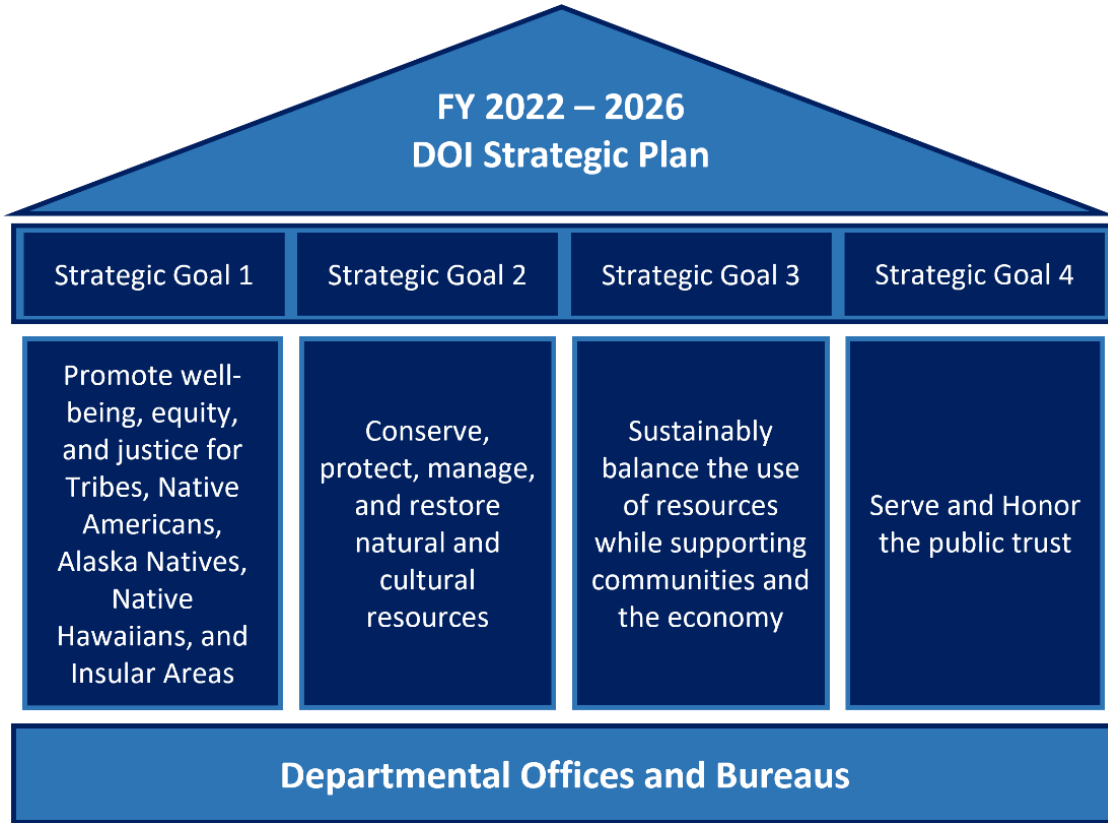 FY 2022 – 2026
DOI Strategic Plan
Strategic Goal 1
Strategic Goal 2
Strategic Goal 3
Strategic Goal 4
Promote well-
being, equity,
and justice for
Tribes, Native
Americans,
Alaska Natives,
Native
Hawaiians, and
Insular Areas
Conserve,
protect, manage,
and restore
natural and
cultural
resources
Sustainably
balance the use
of resources
while supporting
communities and
the economy
Serve and Honor
the public trust
Departmental Offices and Bureaus